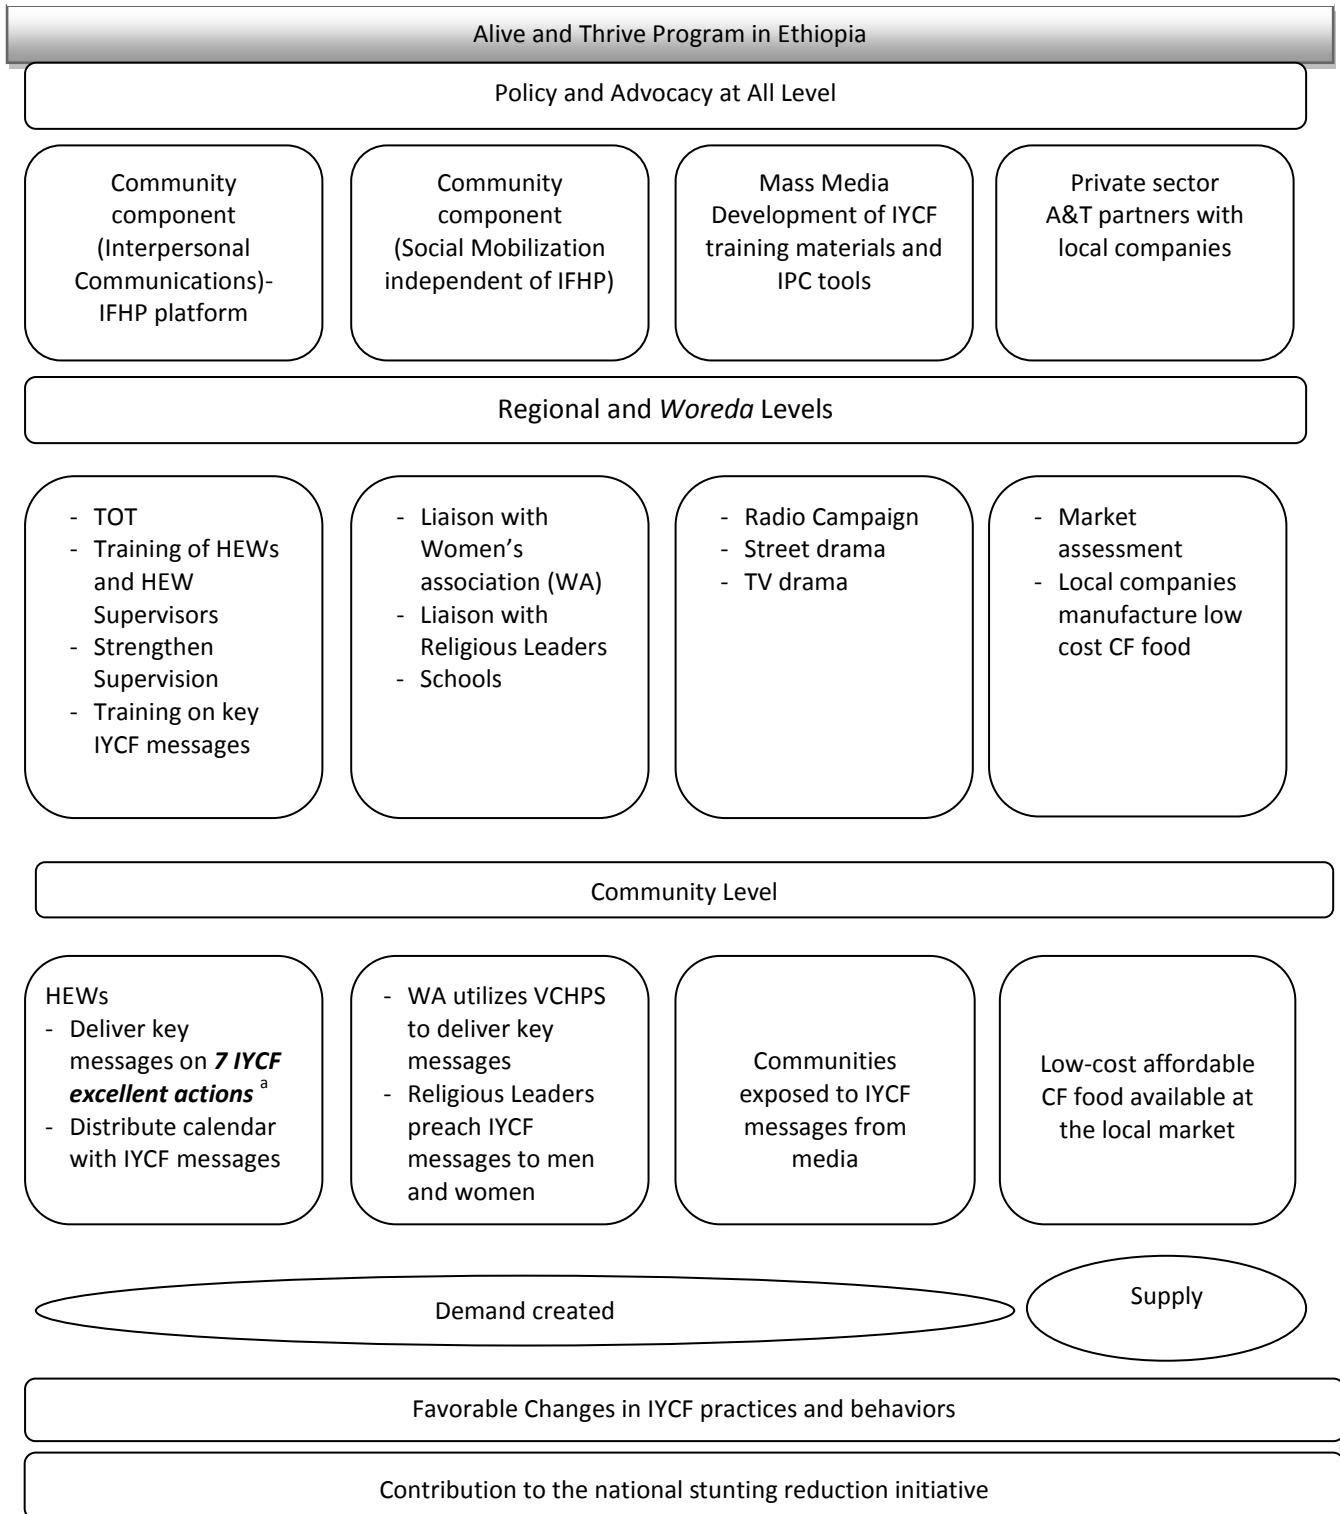 Alive and Thrive Program in Ethiopia
Policy and Advocacy at All Level
Community
component
(Interpersonal
Communications)-
IFHP platform
Community
component
(Social Mobilization
independent of IFHP)
Mass Media
Development of IYCF
training materials and
IPC tools
Private sector
A&T partners with
local companies
Regional and Woreda Levels
- TOT
- Training of HEWs
and HEW
Supervisors
- Strengthen
Supervision
- Training on key
IYCF messages
- Liaison with
Women’s
association (WA)
- Liaison with
Religious Leaders
- Schools
- Radio Campaign
- Street drama
- TV drama
- Market
assessment
- Local companies
manufacture low
cost CF food
Community Level
HEWs
- Deliver key
messages on 7 IYCF
excellent actions a
- Distribute calendar
with IYCF messages
- WA utilizes VCHPS
to deliver key
messages
- Religious Leaders
preach IYCF
messages to men
and women
Communities
exposed to IYCF
messages from
media
Low-cost affordable
CF food available at
the local market
Demand created
Supply
Favorable Changes in IYCF practices and behaviors
Contribution to the national stunting reduction initiative